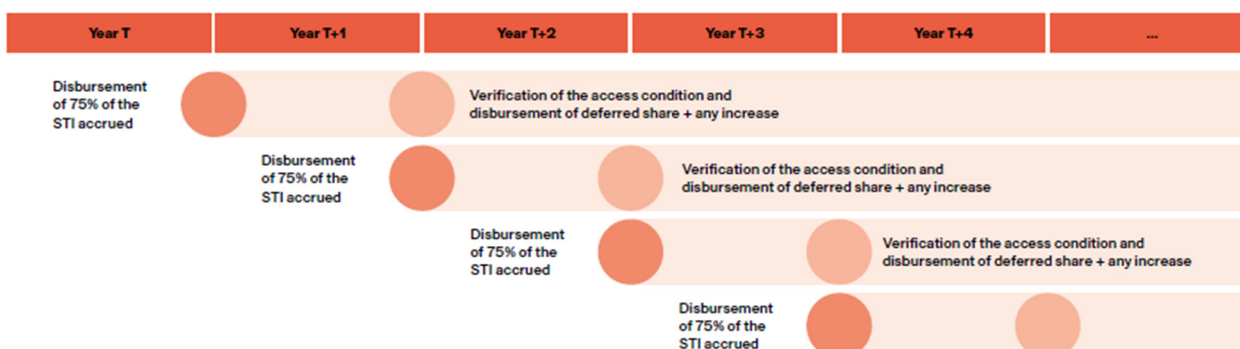 Year T
Year T+1
Year T+2
Year T+3
Year T+4
...
Disbursement
of 75% of the
STI accrued
Verification of the access condition and
disbursement of deferred share + any increase
Disbursement
of 75% of the
STI accrued
Verification of the access condition and
disbursement of deferred share + any increase
Disbursement
of 75% of the
STI accrued
Verification of the access condition and
disbursement of deferred share + any increase
Disbursement
of 75% of the
STI accrued